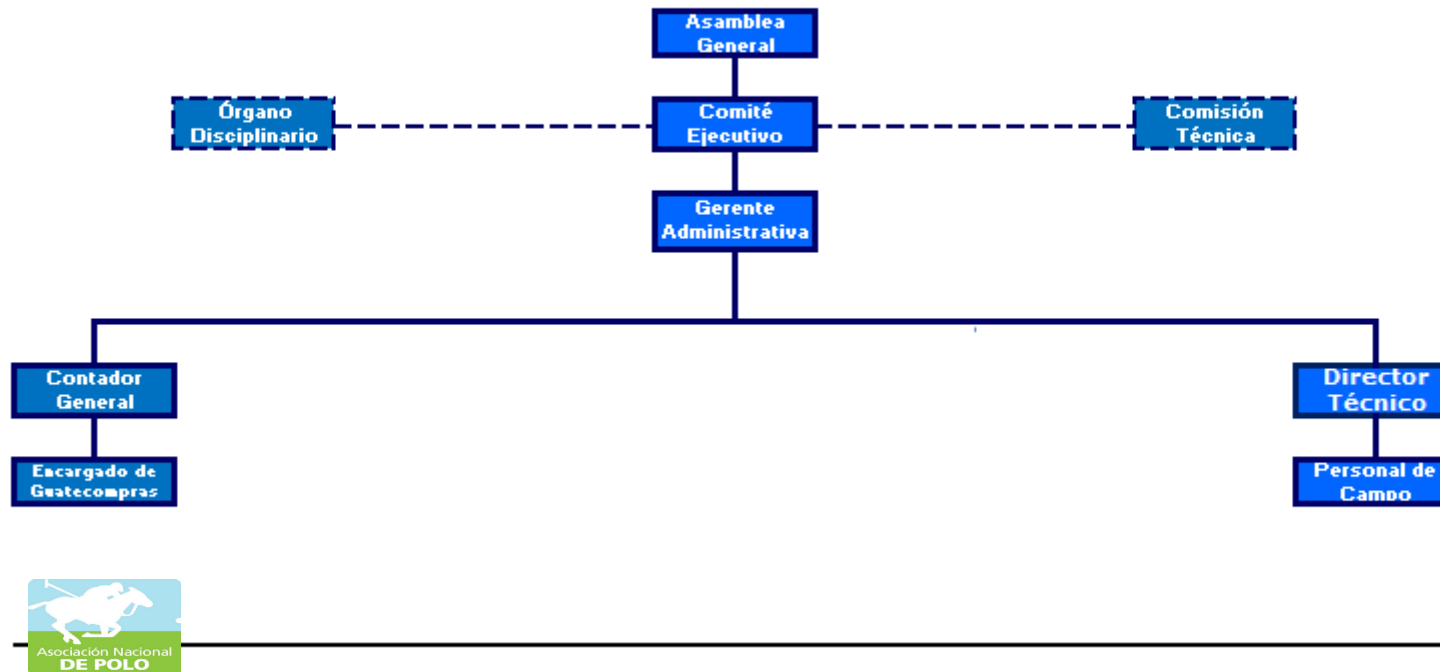 Asamblea
General
Órgano
Disciplinario
Comité
Ejecutivo
Comisión
Técnica
Gerente
Administrativa
Contador
General
Director
Técnico
Encargado de
Guatecompras
Personal de
Campo
Asociación Nacional
DE POLO